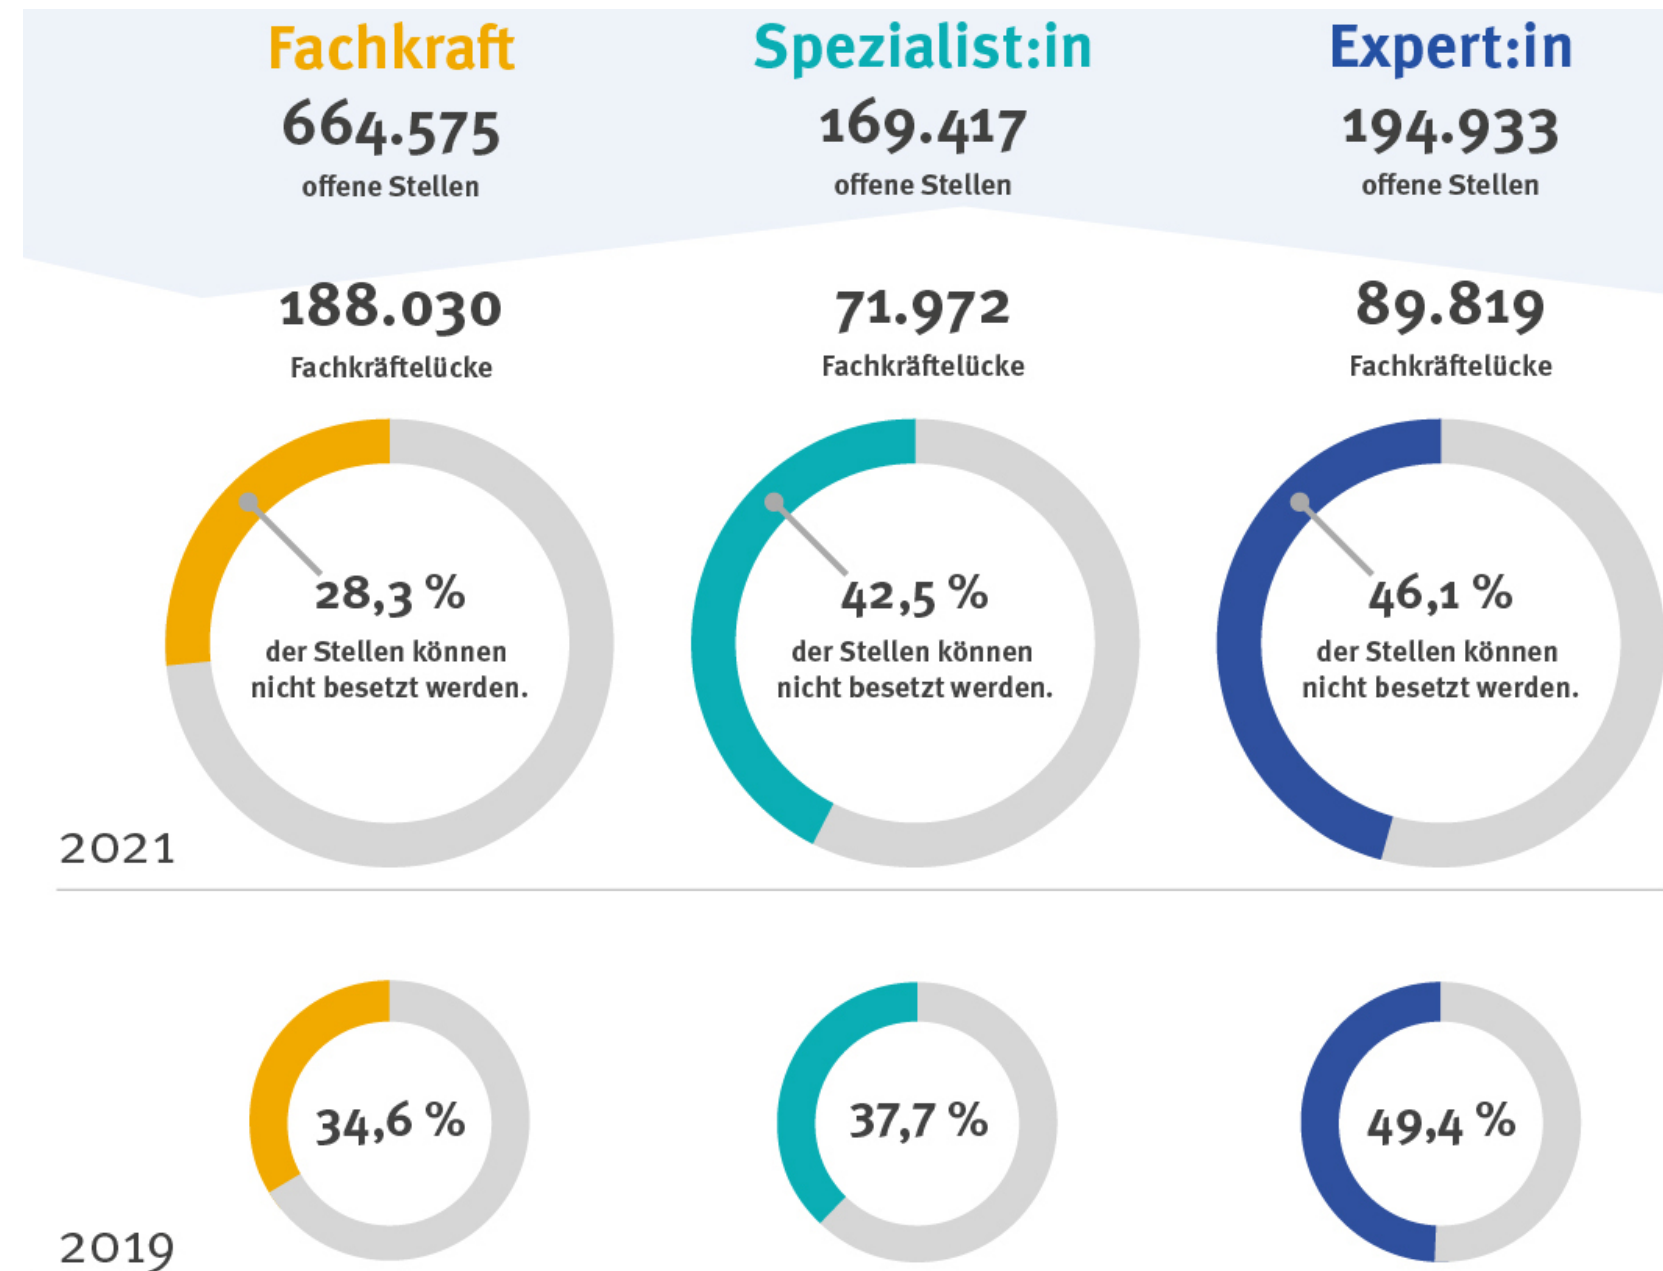 Fachkraft
664.575
offene Stellen
Spezialist:in
169.417
offene Stellen
Expert:in
194.933
offene Stellen
188.030
Fachkräftelücke
71.972
Fachkräftelücke
89.819
Fachkräftelücke
28,3 %
der Stellen können
nicht besetzt werden.
42,5 %
der Stellen können
nicht besetzt werden.
46,1 %
der Stellen können
nicht besetzt werden.
2021
34,6 %
37,7 %
49,4 %
2019